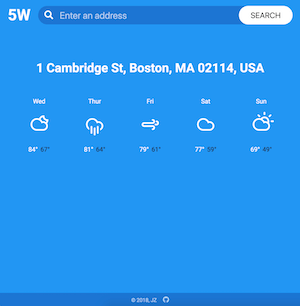 5W Enter an address SEARCH
1 Cambridge St, Boston, MA 02114, USA
Wed Thur Fri Sat Sun
84° 67° 81° 64° 79° 61° 77° 59° 69° 49°
© 2018, JZ